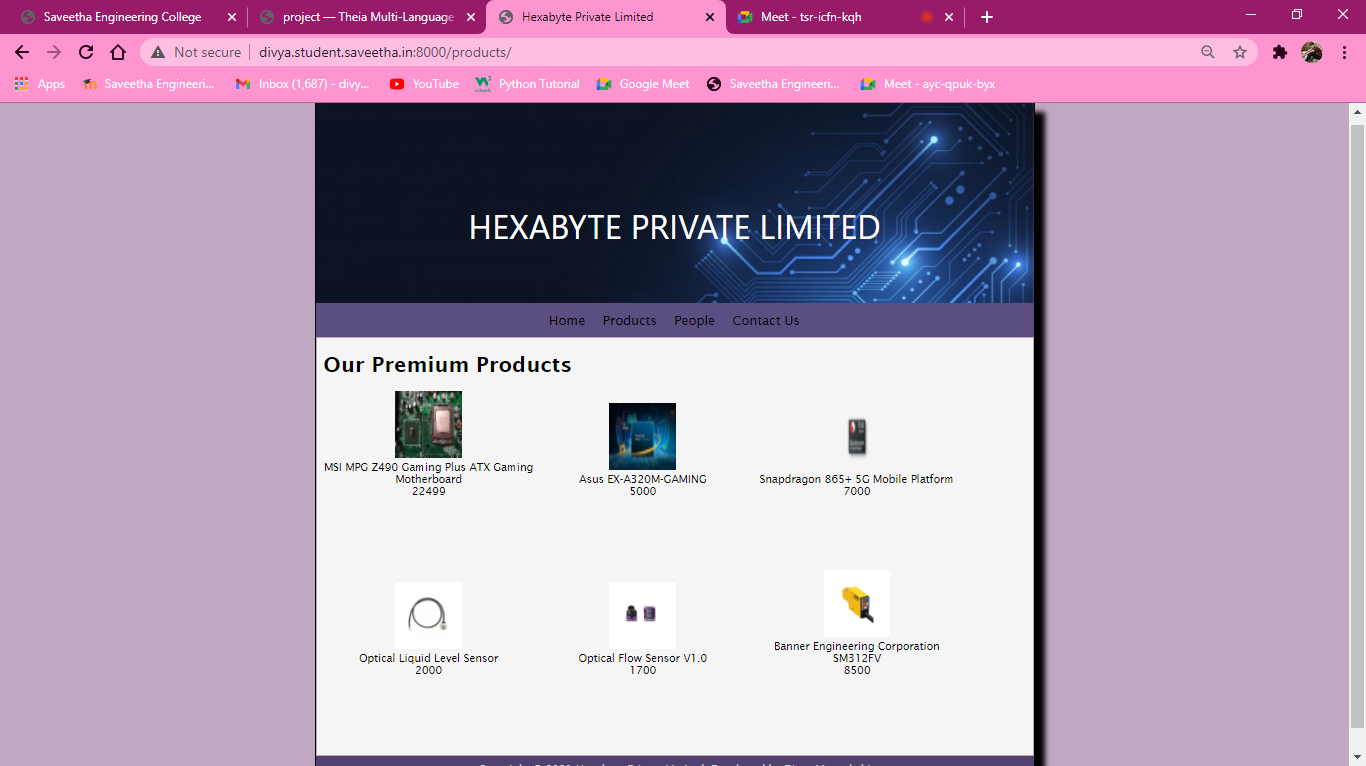 Saveetha Engineering College
project — Theia Multi-Language
Hexabyte Private Limited
Meet - tsr-icfn-kqh
Not secure
divya.student.saveetha.in:8000/products/
Apps
Saveetha Engineeri...
Inbox (1,687) - divy...
YouTube
Python Tutorial
Google Meet
Saveetha Engineeri...
Meet - ayc-qpuk-byx
HEXABYTE PRIVATE LIMITED
Home Products People Contact Us
Our Premium Products
MSI MPG Z490 Gaming Plus ATX Gaming
Motherboard
22499
Asus EX-A320M-GAMING
5000
Snapdragon 865+ 5G Mobile Platform
7000
Optical Liquid Level Sensor
2000
Optical Flow Sensor V1.0
1700
Banner Engineering Corporation
SM312FV
8500